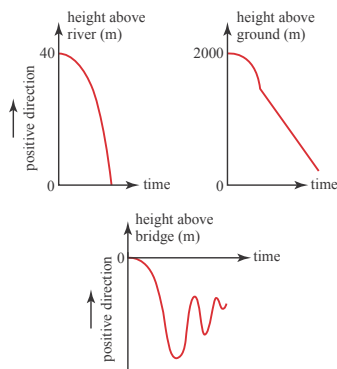 height above
river (m)
40
0
time
positive direction
height above
ground (m)
2000
0
time
height above
bridge (m)
0
time
positive direction